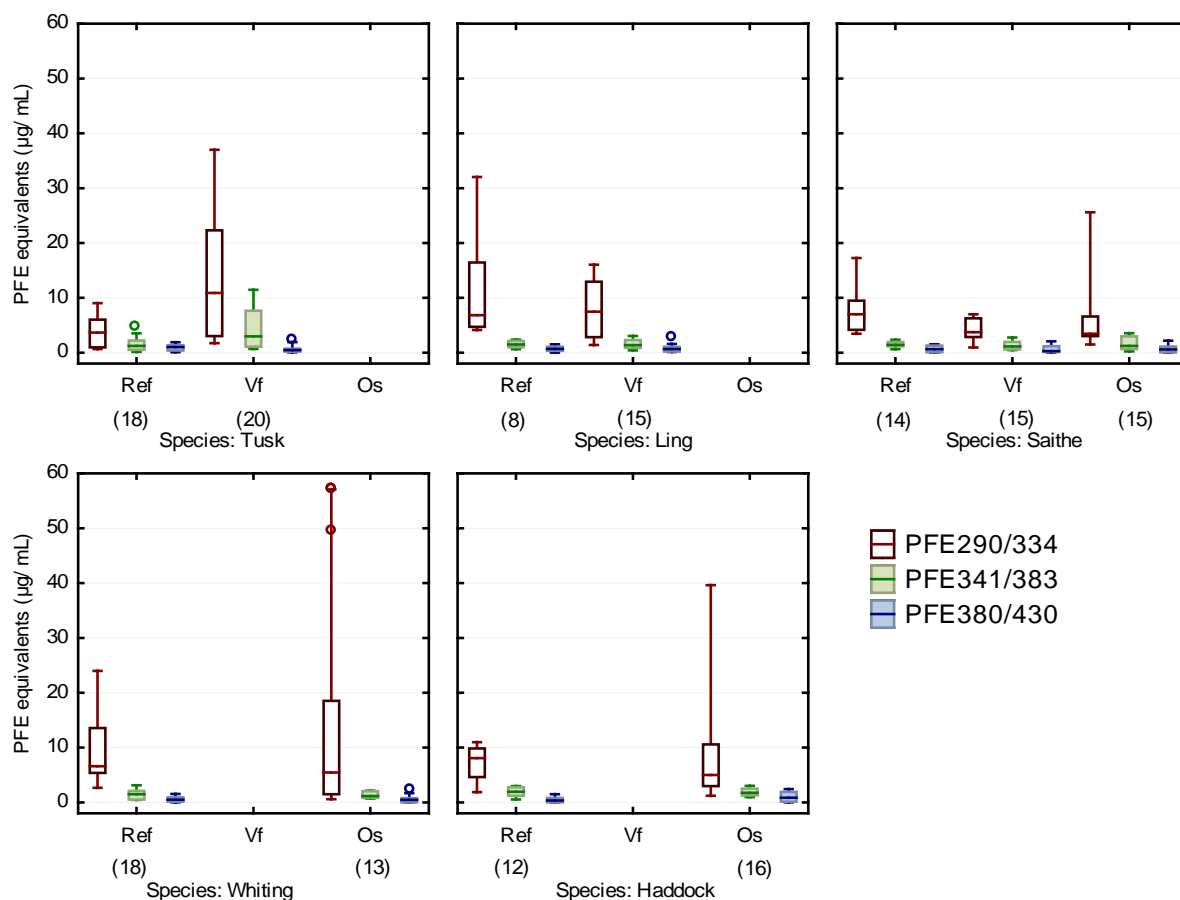 PFE equivalents (µg/ mL)
60
50
40
30
20
10
0
Ref Vf Os
(18) (20)
Species: Tusk
Ref Vf Os
(8) (15)
Species: Ling
Ref Vf Os
(14) (15) (15)
Species: Saithe
PFE equivalents (µg/ mL)
60
50
40
30
20
10
0
Ref Vf Os
(18) (13)
Species: Whiting
Ref Vf Os
(12) (16)
Species: Haddock
PFE290/334
PFE341/383
PFE380/430